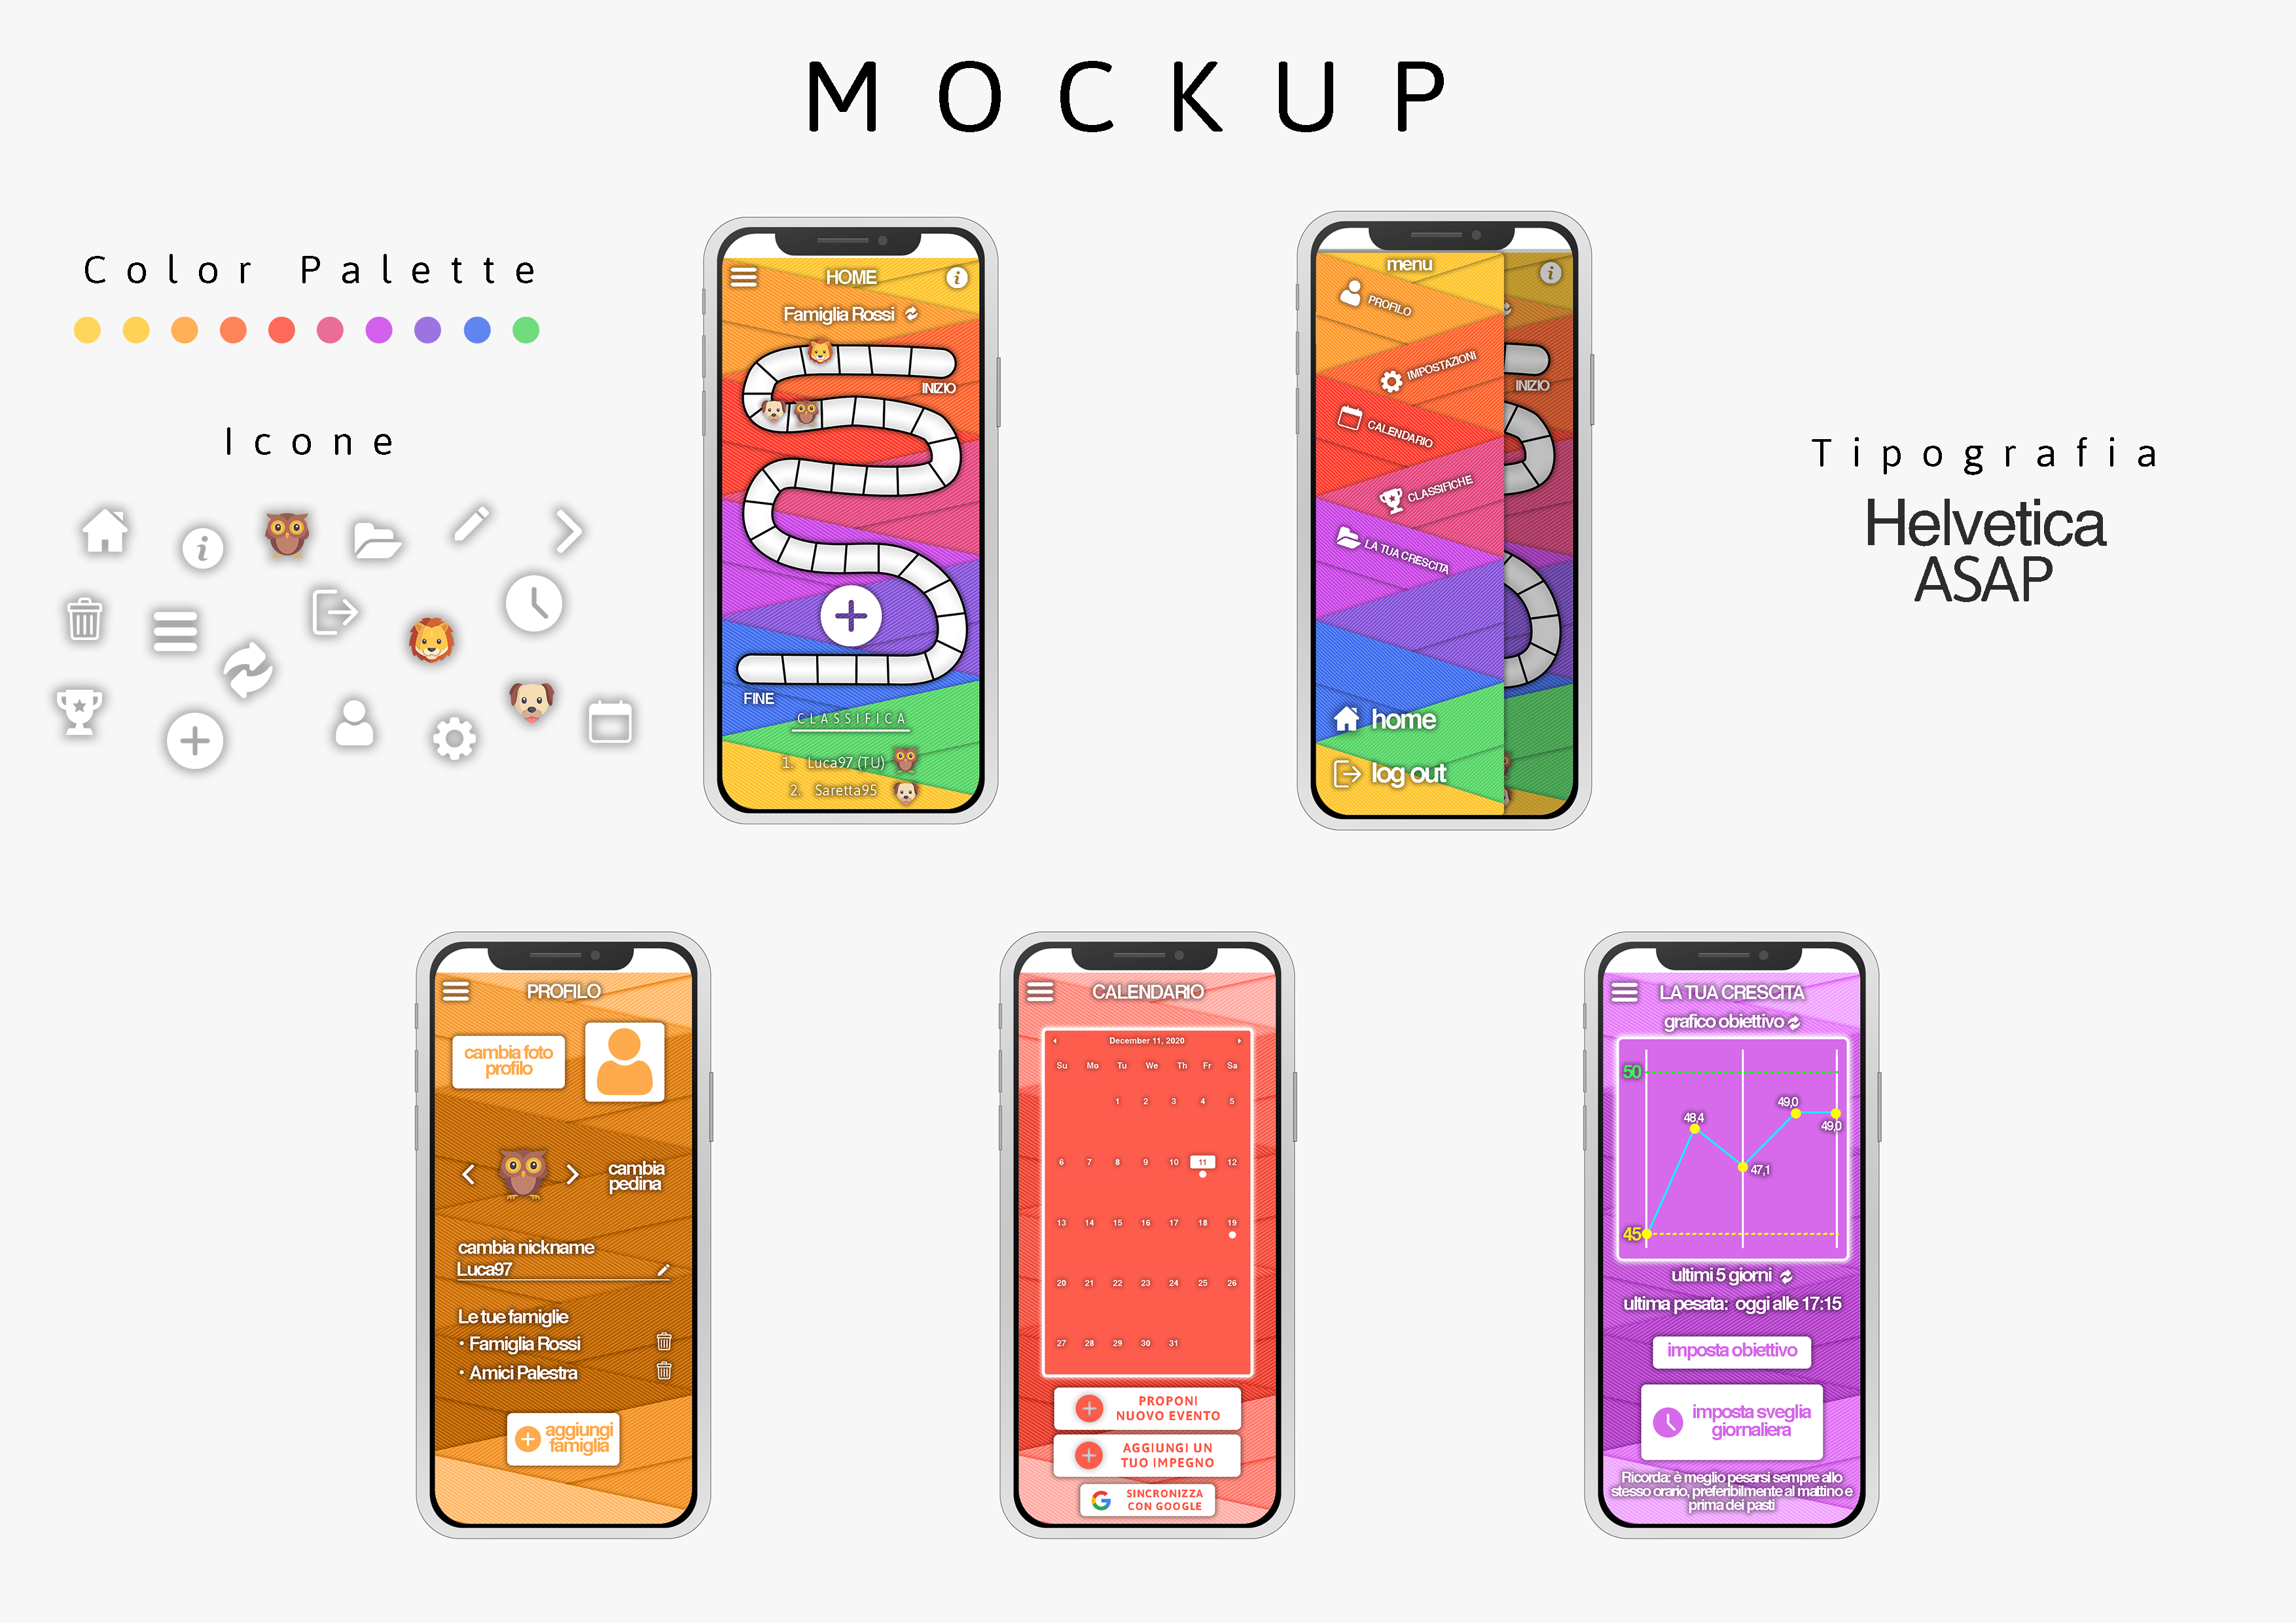 MOCKUP
Color Palette
Icone
Tipografia
Helvetica
ASAP
HOME
Famiglia Rossi
INIZIO
FINE
CLASSIFICA
1. Luca97 (TU)
2. Saretta95
menu
PROFILO
IMPOSTAZIONI
CALENDARIO
CLASSIFICHE
LA TUA CRESCITA
home
log out
INIZIO
PROFILO
cambia foto
profilo
cambia
pedina
cambia nickname
Luca97
Le tue famiglie
• Famiglia Rossi
• Amici Palestra
aggiungi
famiglia
CALENDARIO
December 11, 2020
Su Mo Tu We Th Fr Sa
1 2 3 4 5
6 7 8 9 10 11 12
13 14 15 16 17 18 19
20 21 22 23 24 25 26
27 28 29 30 31
PROPONI
NUOVO EVENTO
AGGIUNGI UN
TUO IMPEGNO
SINCRONIZZA
CON GOOGLE
LA TUA CRESCITA
grafico obiettivo
50
48,4
49,0
49,0
47,1
45
ultimi 5 giorni
ultima pesata: oggi alle 17:15
imposta obiettivo
imposta sveglia
giornaliera
Ricorda: è meglio pesarsi sempre allo
stesso orario, preferibilmente al mattino e
prima dei pasti